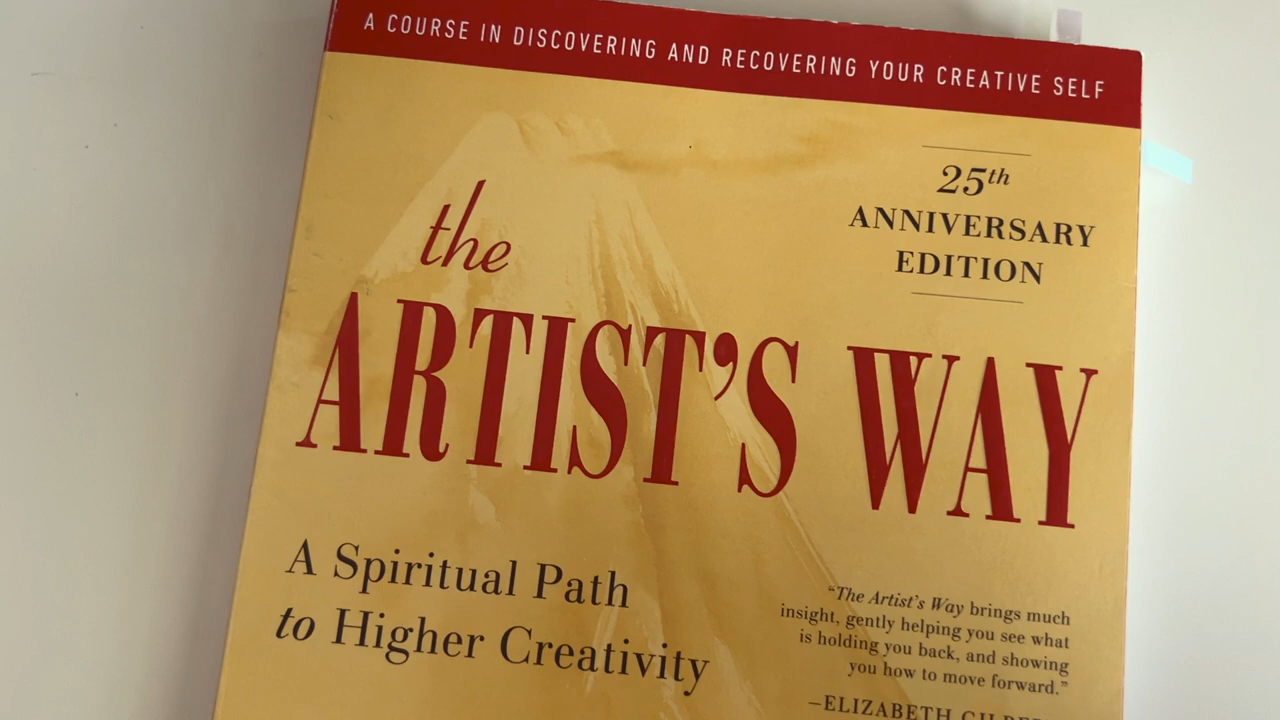 A COURSE IN DISCOVERING AND RECOVERING YOUR CREATIVE SELF
25th
ANNIVERSARY
EDITION
the
ARTIST'S WAY
A Spiritual Path
to Higher Creativity
“The Artist's Way brings much
insight, gently helping you see what
is holding you back, and showing
you how to move forward.”
—ELIZABETH